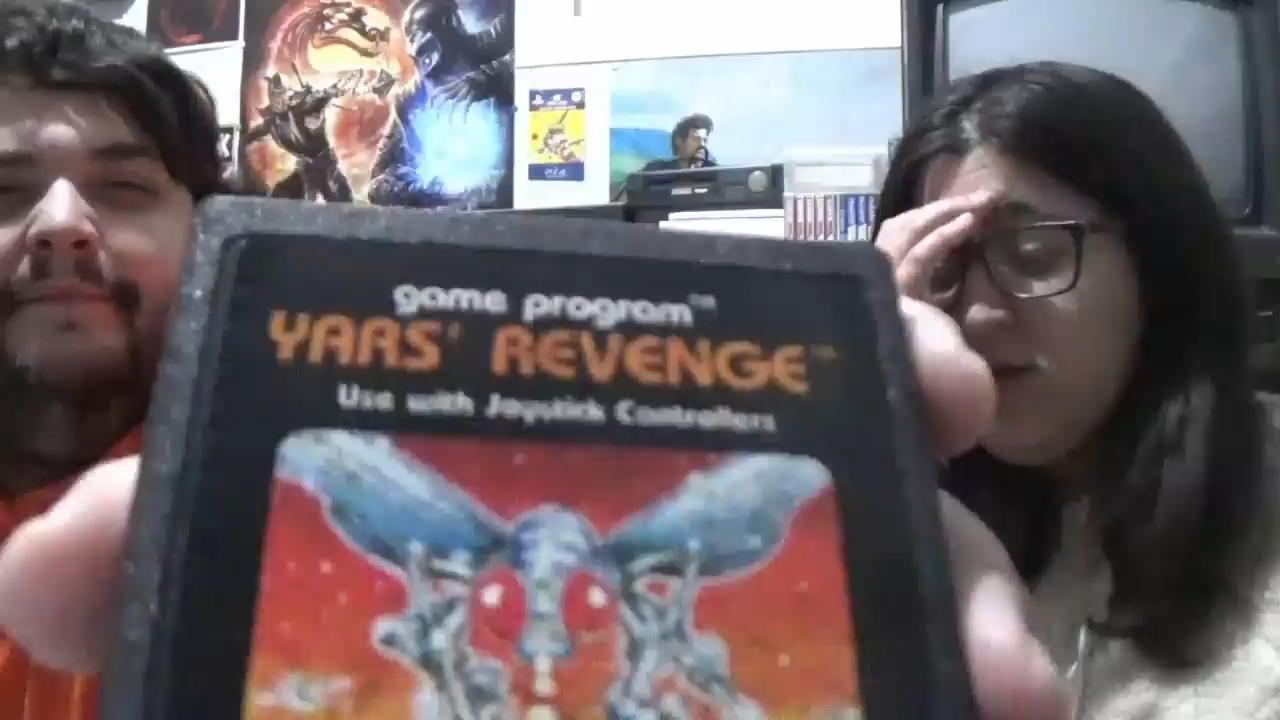 game program™
YARS' REVENGE™
Use with Joystick Controllers